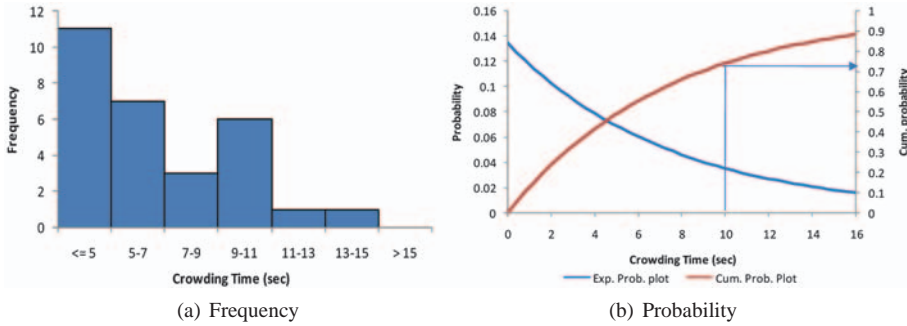 12
10
8
6
4
2
0
Frequency
<= 5 5-7 7-9 9-11 11-13 13-15 > 15
Crowding Time (sec)
(a) Frequency
0.16
0.14
0.12
0.1
0.08
0.06
0.04
0.02
0
Probability
1
0.9
0.8
0.7
0.6
0.5
0.4
0.3
0.2
0.1
0
Cum. probability
0 2 4 6 8 10 12 14 16
Crowding Time (sec)
Exp. Prob. plot Cum. Prob. Plot
(b) Probability